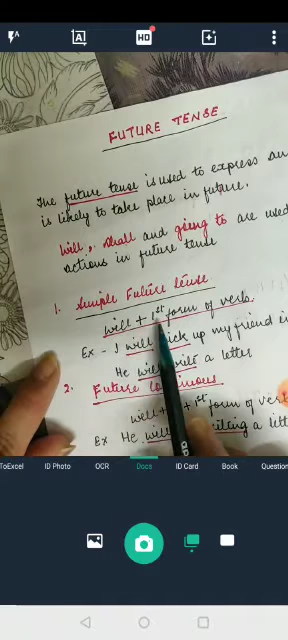 HD
FUTURE TENSE
The future tense is used to express an
is likely to take place in future.
will, shall and going to are used
actions in future tense
1. Simple Future tense
will + 1st form of verb.
Ex - I will pick up my friend
He will writ a letter
2. Future Continuous
will + + 1st form of ver
Ex He will writing a lett
ToExcel ID Photo OCR Docs ID Card Book Question